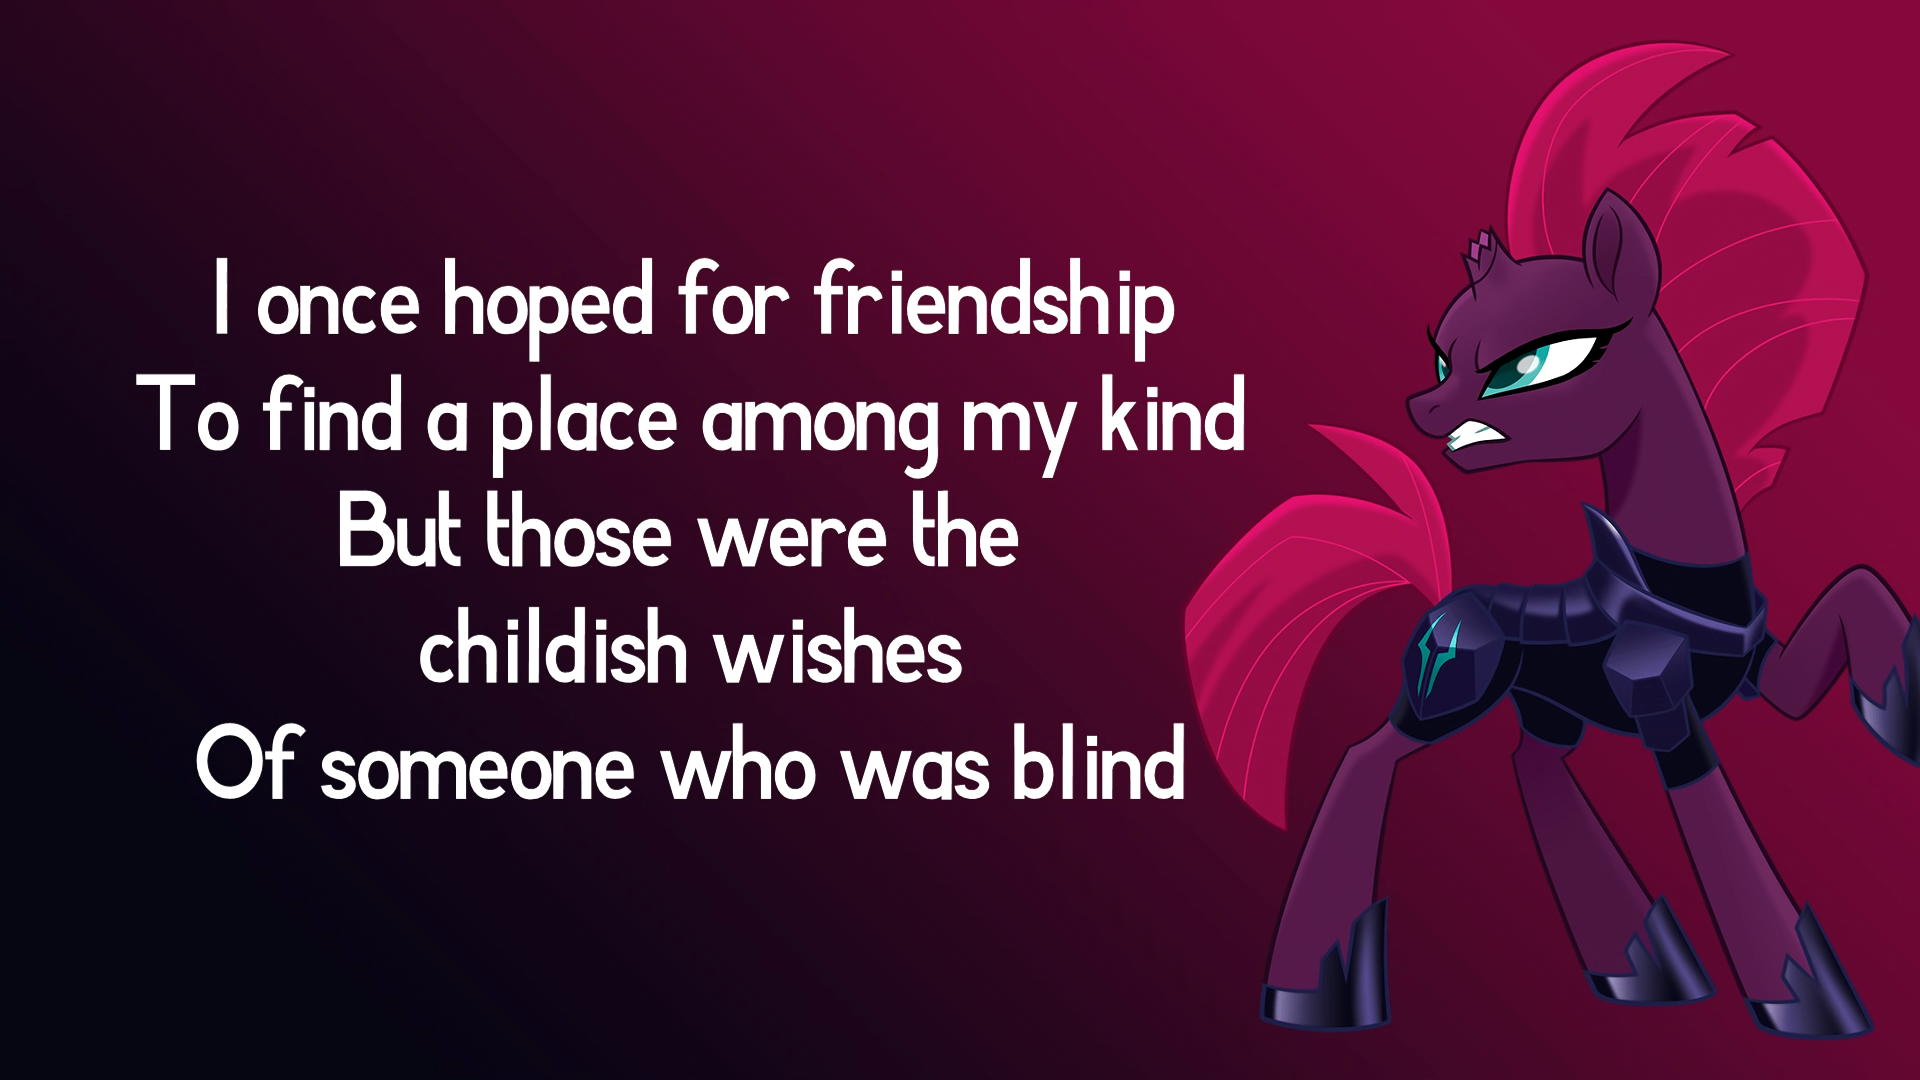 I once hoped for friendship
To find a place among my kind
But those were the
childish wishes
Of someone who was blind